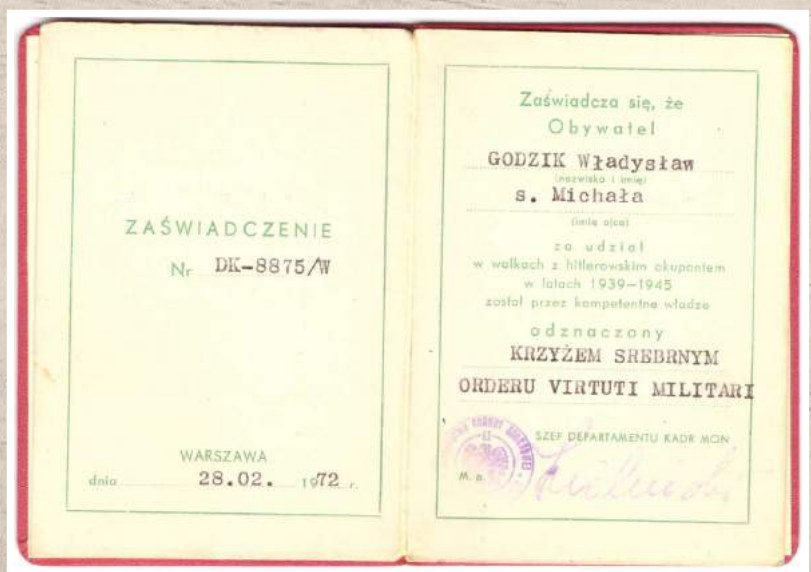 ZAŚWIADCZENIE
Nr DK-8875/W
WARSZAWA
dnia 28.02. 1972 r.
Zaświadcza się, że
Obywatel
GODZIK Władysław
(nazwisko i imię)
s. Michała
(imię ojca)
za udział
w walkach z hitlerowskim okupantem
w latach 1939—1945
został przez kompetentne władze
odznaczony
KRZYŻEM SREBRNYM
ORDERU VIRTUTI MILITARI
SZEF DEPARTAMENTU KADR MON
M. p.